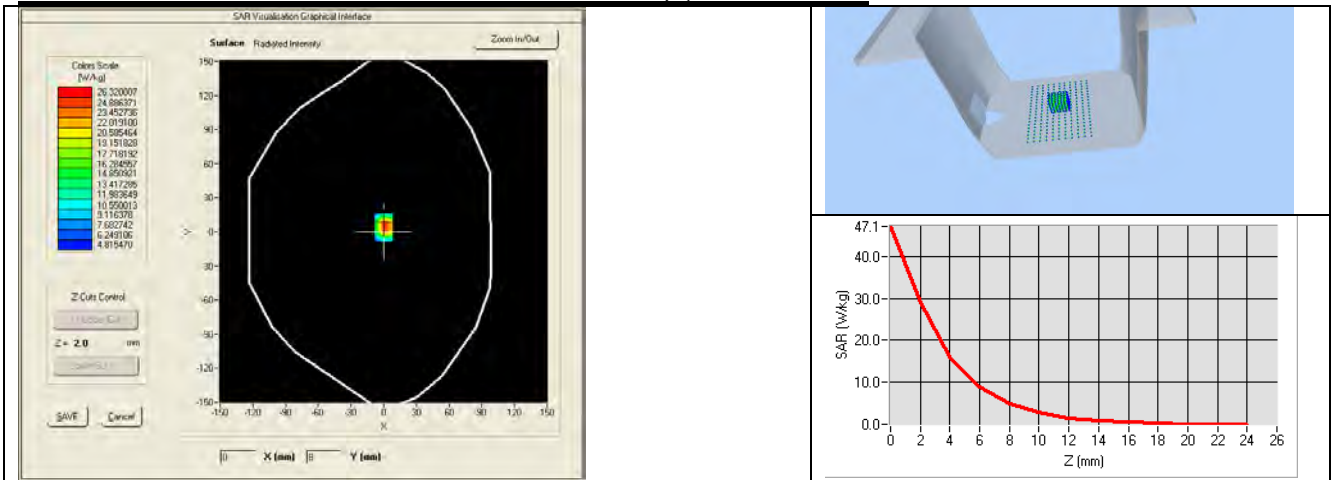 SAR Visualisation Graphical Interface
Surface Radiated Intensity
Zoom In/Out
Colors Scale
[W/kg]
26.320007
24.886371
23.452736
22.019100
20.585464
19.151828
17.718192
16.284557
14.850921
13.417285
11.983649
10.550013
9.116378
7.682742
6.249106
4.815470
Z Cuts Control
Z = 2.0 mm
SAVE Cancel
150-
120-
90-
60-
30-
0-
-30-
-60-
-90-
-120-
-150-
Y
-150 -120 -90 -60 -30 0 30 60 90 120 150
X
0 X (mm) 8 Y (mm)
47.1-
40.0-
30.0-
20.0-
10.0-
0.0-
SAR (W/kg)
0 2 4 6 8 10 12 14 16 18 20 22 24 26
Z (mm)